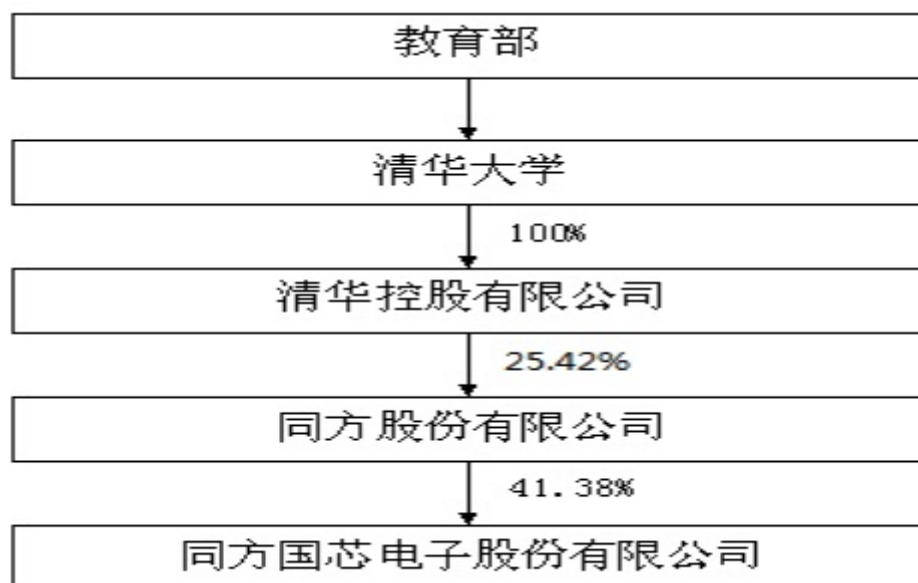 教育部
清华大学
100%
清华控股有限公司
25.42%
同方股份有限公司
41.38%
同方国芯电子股份有限公司